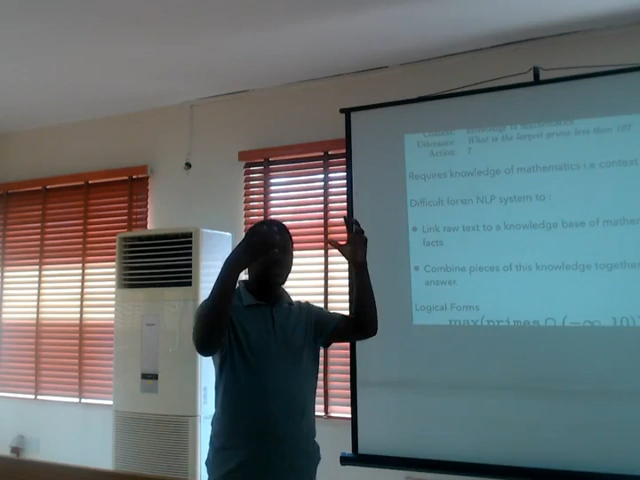 Context: knowledge of mathematics
Utterance: What is the largest prime less than 10?
Action: 7
Requires knowledge of mathematics i.e. context
Difficult for an NLP system to :
Link raw text to a knowledge base of
facts
Combine pieces of this knowledge together
answer.
Logical Forms
max(primes ∩ (−∞, 10)